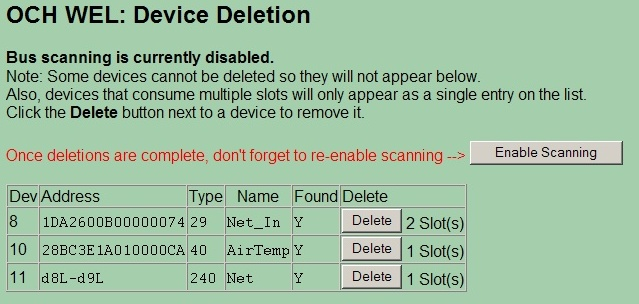 OCH WEL: Device Deletion
Bus scanning is currently disabled.
Note: Some devices cannot be deleted so they will not appear below.
Also, devices that consume multiple slots will only appear as a single entry on the list.
Click the Delete button next to a device to remove it.
Once deletions are complete, don't forget to re-enable scanning --> Enable Scanning
Dev Address Type Name Found Delete
8 1DA2600B00000074 29 Net_In Y Delete 2 Slot(s)
10 28BC3E1A010000CA 40 AirTemp Y Delete 1 Slot(s)
11 d8L-d9L 240 Net Y Delete 1 Slot(s)